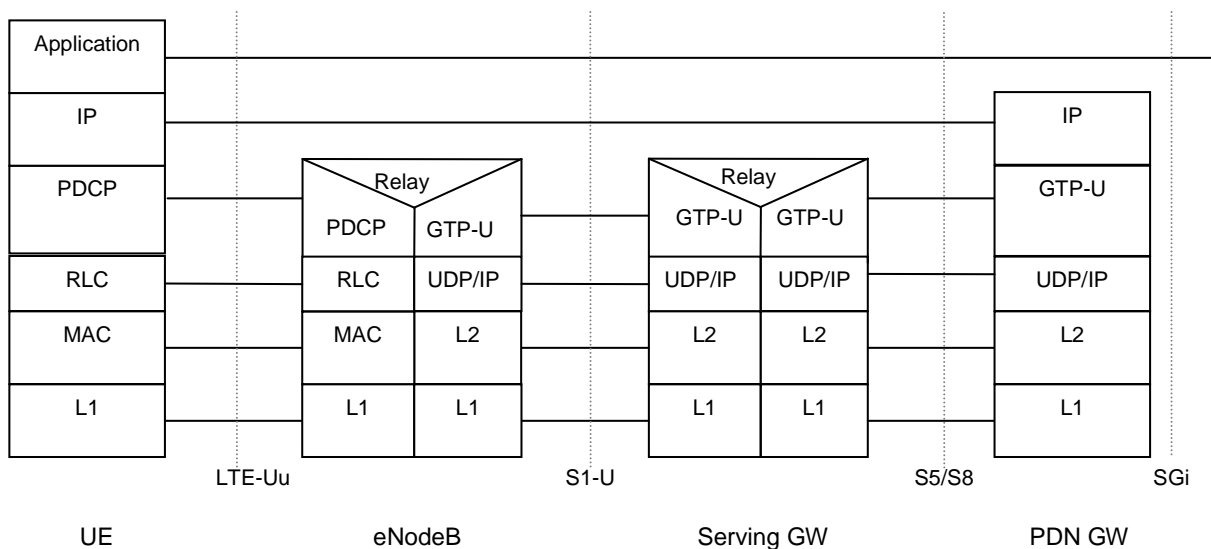 Application
IP
IP
PDCP
Relay
Relay
GTP-U
PDCP
GTP-U
GTP-U
GTP-U
RLC
RLC
UDP/IP
UDP/IP
UDP/IP
UDP/IP
MAC
MAC
L2
L2
L2
L2
L1
L1
L1
L1
L1
L1
LTE-Uu
S1-U
S5/S8
SGi
UE
eNodeB
Serving GW
PDN GW